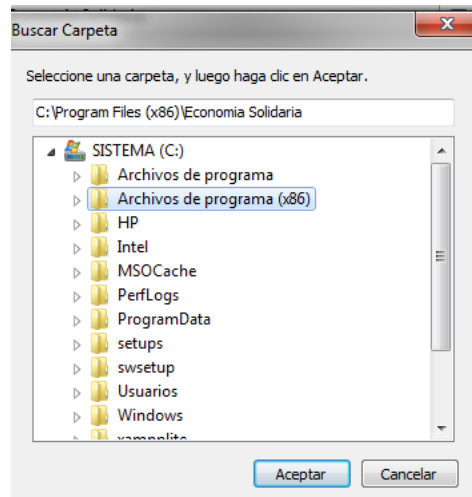 Buscar Carpeta
Seleccione una carpeta, y luego haga clic en Aceptar.
C:\Program Files (x86)\Economia Solidaria
SISTEMA (C:)
Archivos de programa
Archivos de programa (x86)
HP
Intel
MSOCache
PerfLogs
ProgramData
setups
swsetup
Usuarios
Windows
xampplite
Aceptar Cancelar